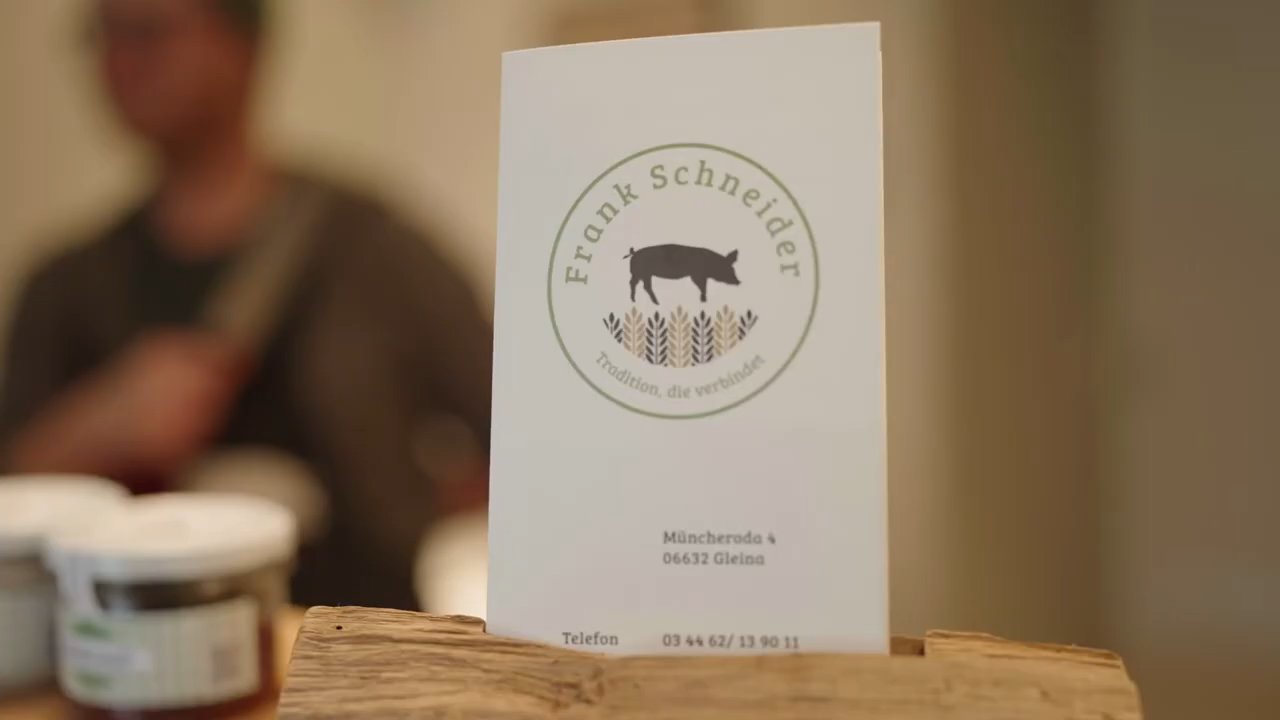 Frank Schneider
Tradition, die verbindet
Müncheroda 4
06632 Gleina
Telefon 03 44 62/ 13 90 11